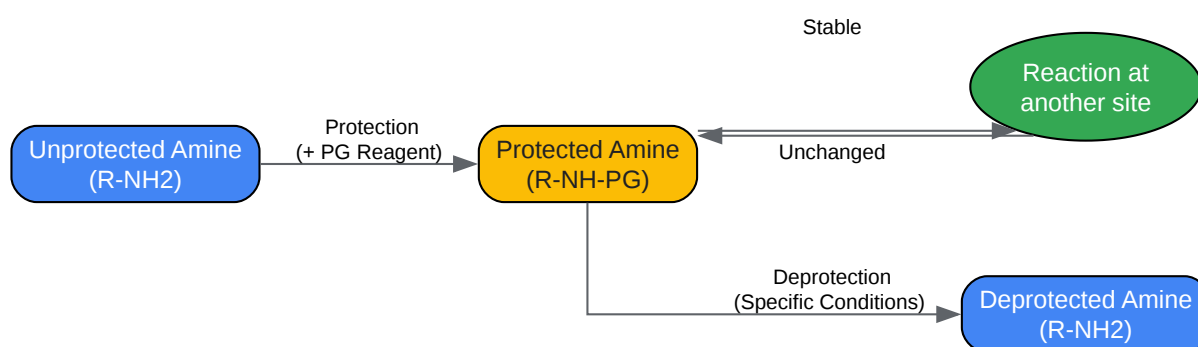 Stable
Reaction at
another site
Protection
(+ PG Reagent)
Unprotected Amine
(R-NH2)
Protected Amine
(R-NH-PG)
Unchanged
Deprotection
(Specific Conditions)
Deprotected Amine
(R-NH2)